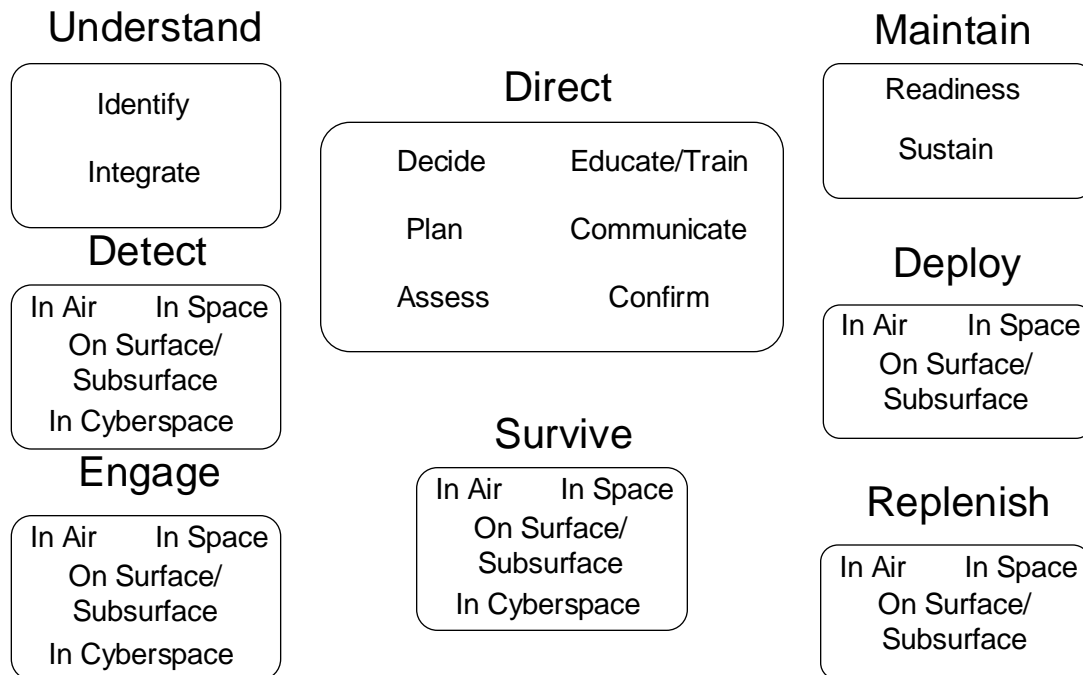 Understand
Identify
Integrate
Detect
In Air In Space
On Surface/
Subsurface
In Cyberspace
Engage
In Air In Space
On Surface/
Subsurface
In Cyberspace
Direct
Decide Educate/Train
Plan Communicate
Assess Confirm
Survive
In Air In Space
On Surface/
Subsurface
In Cyberspace
Maintain
Readiness
Sustain
Deploy
In Air In Space
On Surface/
Subsurface
Replenish
In Air In Space
On Surface/
Subsurface